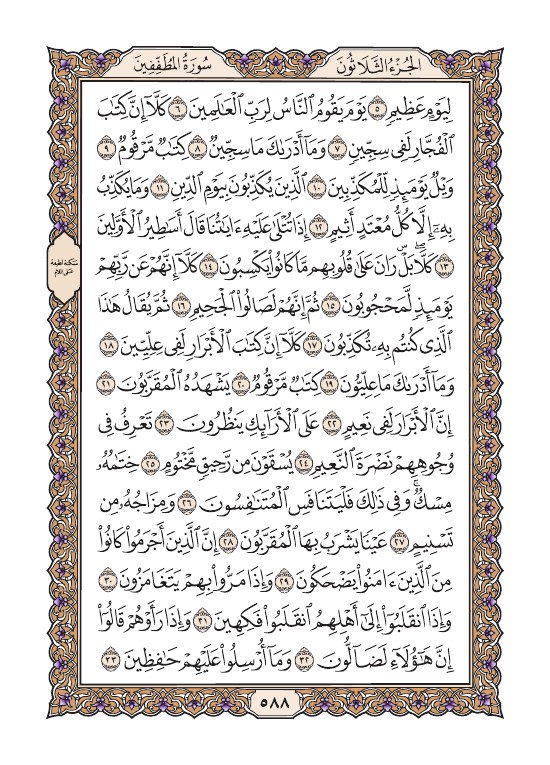 الجُزْءُ الثَّلَاثُونَ
سُورَةُ المُطَفِّفِينَ
لِيَوْمٍ عَظِيمٍ ٥ يَوْمَ يَقُومُ ٱلنَّاسُ لِرَبِّ ٱلْعَٰلَمِينَ ٦ كَلَّآ إِنَّ كِتَٰبَ
ٱلْفُجَّارِ لَفِى سِجِّينٍ ٧ وَمَآ أَدْرَىٰكَ مَا سِجِّينٌ ٨ كِتَٰبٌ مَّرْقُومٌ ٩
وَيْلٌ يَوْمَئِذٍ لِّلْمُكَذِّبِينَ ١٠ ٱلَّذِينَ يُكَذِّبُونَ بِيَوْمِ ٱلدِّينِ ١١ وَمَا يُكَذِّبُ
بِهِۦٓ إِلَّا كُلُّ مُعْتَدٍ أَثِيمٍ ١٢ إِذَا تُتْلَىٰ عَلَيْهِ ءَايَٰتُنَا قَالَ أَسَٰطِيرُ ٱلْأَوَّلِينَ
١٣ كَلَّا ۖ بَلْۜ رَانَ عَلَىٰ قُلُوبِهِم مَّا كَانُوا۟ يَكْسِبُونَ ١٤ كَلَّآ إِنَّهُمْ عَن رَّبِّهِمْ
يَوْمَئِذٍ لَّمَحْجُوبُونَ ١٥ ثُمَّ إِنَّهُمْ لَصَالُوا۟ ٱلْجَحِيمِ ١٦ ثُمَّ يُقَالُ هَٰذَا
ٱلَّذِى كُنتُم بِهِۦ تُكَذِّبُونَ ١٧ كَلَّآ إِنَّ كِتَٰبَ ٱلْأَبْرَارِ لَفِى عِلِّيِّينَ ١٨
وَمَآ أَدْرَىٰكَ مَا عِلِّيُّونَ ١٩ كِتَٰبٌ مَّرْقُومٌ ٢٠ يَشْهَدُهُ ٱلْمُقَرَّبُونَ ٢١
إِنَّ ٱلْأَبْرَارَ لَفِى نَعِيمٍ ٢٢ عَلَى ٱلْأَرَآئِكِ يَنظُرُونَ ٢٣ تَعْرِفُ فِى
وُجُوهِهِمْ نَضْرَةَ ٱلنَّعِيمِ ٢٤ يُسْقَوْنَ مِن رَّحِيقٍ مَّخْتُومٍ ٢٥ خِتَٰمُهُۥ
مِسْكٌ ۚ وَفِى ذَٰلِكَ فَلْيَتَنَافَسِ ٱلْمُتَنَٰفِسُونَ ٢٦ وَمِزَاجُهُۥ مِن
تَسْنِيمٍ ٢٧ عَيْنًا يَشْرَبُ بِهَا ٱلْمُقَرَّبُونَ ٢٨ إِنَّ ٱلَّذِينَ أَجْرَمُوا۟ كَانُوا۟
مِنَ ٱلَّذِينَ ءَامَنُوا۟ يَضْحَكُونَ ٢٩ وَإِذَا مَرُّوا۟ بِهِمْ يَتَغَامَزُونَ ٣٠
وَإِذَا ٱنقَلَبُوٓا۟ إِلَىٰٓ أَهْلِهِمُ ٱنقَلَبُوا۟ فَكِهِينَ ٣١ وَإِذَا رَأَوْهُمْ قَالُوٓا۟
إِنَّ هَٰٓؤُلَآءِ لَضَآلُّونَ ٣٢ وَمَآ أُرْسِلُوا۟ عَلَيْهِمْ حَٰفِظِينَ ٣٣
سَكتَة لَطيفَة
عَلى اللام
٥٨٨